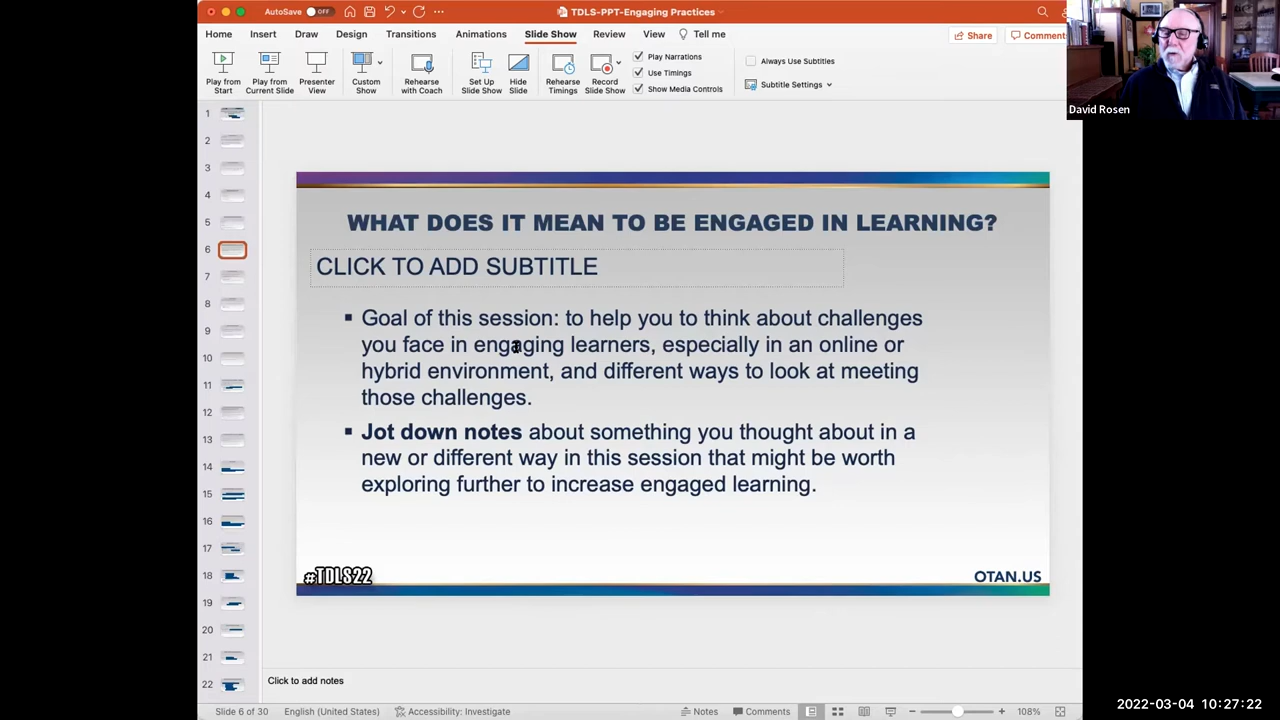 AutoSave OFF
TDLS-PPT-Engaging Practices
Home Insert Draw Design Transitions Animations Slide Show Review View Tell me
Share Comment
Play from Start
Play from Current Slide
Presenter View
Custom Show
Rehearse with Coach
Set Up Slide Show
Hide Slide
Rehearse Timings
Record Slide Show
Play Narrations
Use Timings
Show Media Controls
Always Use Subtitles
Subtitle Settings
David Rosen
1
2
3
4
5
6
7
8
9
10
11
12
13
14
15
16
17
18
19
20
21
22
WHAT DOES IT MEAN TO BE ENGAGED IN LEARNING?
CLICK TO ADD SUBTITLE
▪ Goal of this session: to help you to think about challenges
you face in engaging learners, especially in an online or
hybrid environment, and different ways to look at meeting
those challenges.
▪ Jot down notes about something you thought about in a
new or different way in this session that might be worth
exploring further to increase engaged learning.
#TDLS22
OTAN.US
Click to add notes
Slide 6 of 30 English (United States) Accessibility: Investigate Notes Comments 108%
2022-03-04 10:27:22